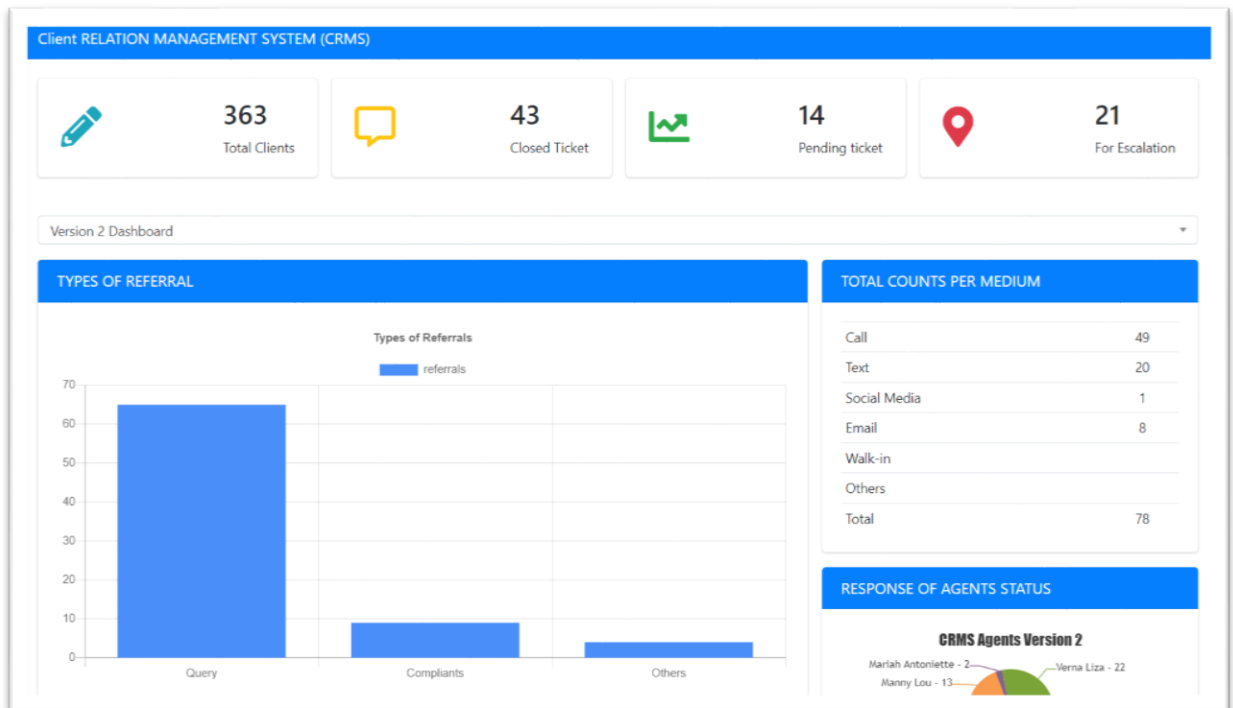 Client RELATION MANAGEMENT SYSTEM (CRMS)
363
Total Clients
43
Closed Ticket
14
Pending ticket
21
For Escalation
Version 2 Dashboard
TYPES OF REFERRAL
Types of Referrals
referrals
70
60
50
40
30
20
10
0
Query
Compliants
Others
TOTAL COUNTS PER MEDIUM
Call 49
Text 20
Social Media 1
Email 8
Walk-in
Others
Total 78
RESPONSE OF AGENTS STATUS
CRMS Agents Version 2
Mariah Antoniette - 2
Verna Liza - 22
Manny Lou - 13